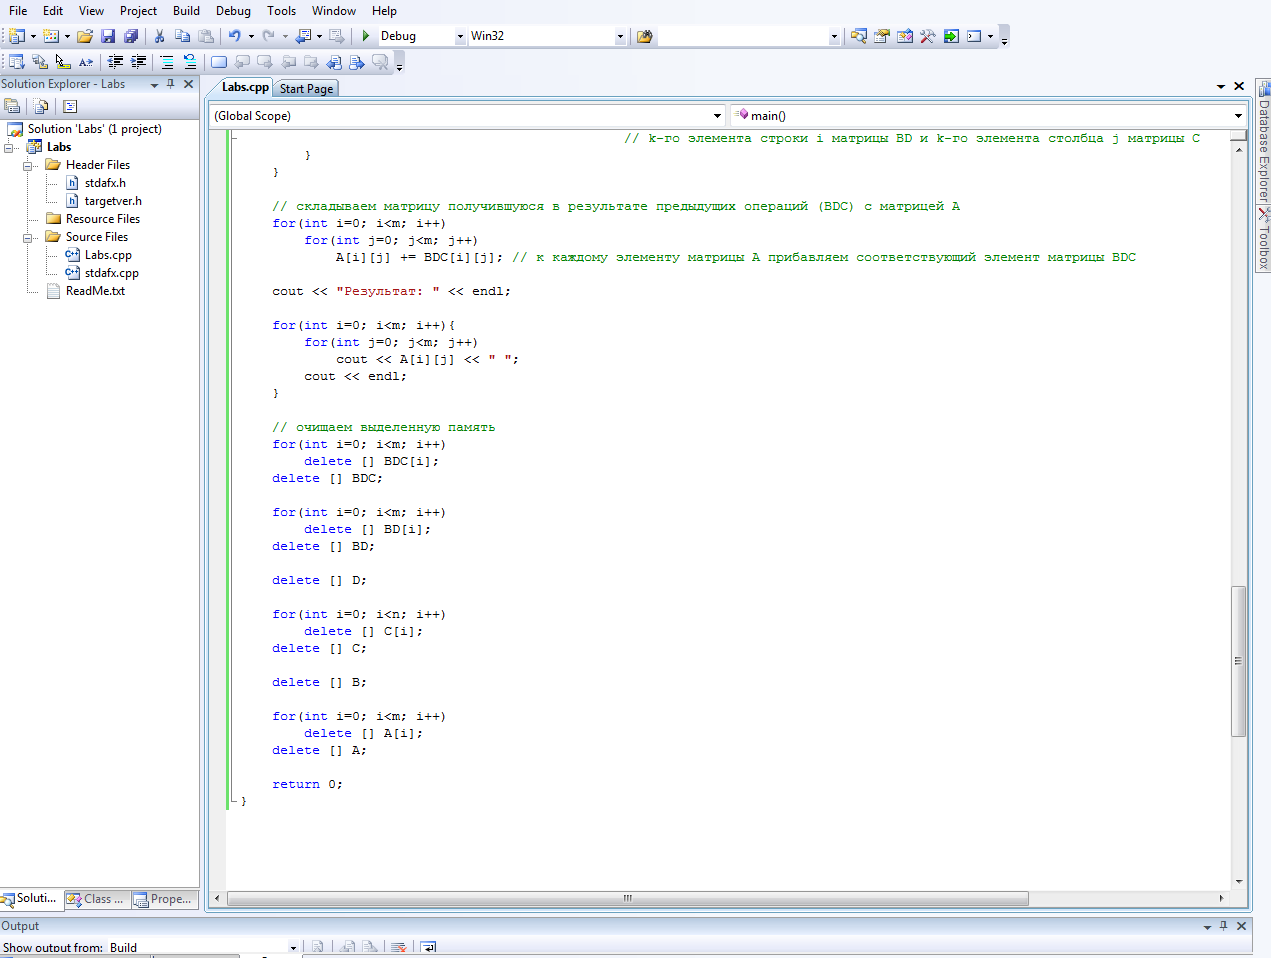 File Edit View Project Build Debug Tools Window Help
Debug Win32
Solution Explorer - Labs
Solution 'Labs' (1 project)
Labs
Header Files
stdafx.h
targetver.h
Resource Files
Source Files
Labs.cpp
stdafx.cpp
ReadMe.txt
Soluti... Class ... Prope...
Labs.cpp Start Page
(Global Scope) main()
// k-го элемента строки i матрицы BD и k-го элемента столбца j матрицы C
}
}
// складываем матрицу получившуюся в результате предыдущих операций (BDC) с матрицей A
for(int i=0; i<m; i++)
for(int j=0; j<m; j++)
A[i][j] += BDC[i][j]; // к каждому элементу матрицы A прибавляем соответствующий элемент матрицы BDC
cout << "Результат: " << endl;
for(int i=0; i<m; i++){
for(int j=0; j<m; j++)
cout << A[i][j] << " ";
cout << endl;
}
// очищаем выделенную память
for(int i=0; i<m; i++)
delete [] BDC[i];
delete [] BDC;
for(int i=0; i<m; i++)
delete [] BD[i];
delete [] BD;
delete [] D;
for(int i=0; i<n; i++)
delete [] C[i];
delete [] C;
delete [] B;
for(int i=0; i<m; i++)
delete [] A[i];
delete [] A;
return 0;
}
Database Explorer
Toolbox
Output
Show output from: Build